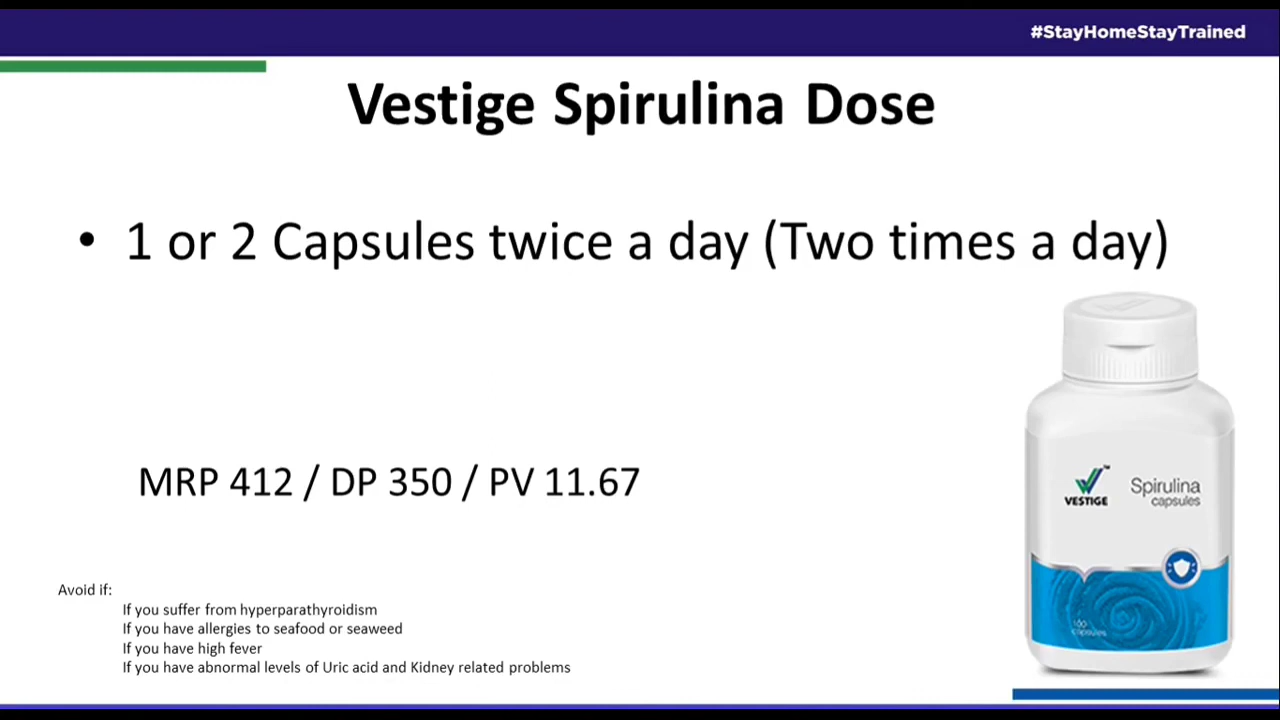 #StayHomeStayTrained
Vestige Spirulina Dose
• 1 or 2 Capsules twice a day (Two times a day)
MRP 412 / DP 350 / PV 11.67
VESTIGE
Spirulina
capsules
100
capsules
Avoid if:
If you suffer from hyperparathyroidism
If you have allergies to seafood or seaweed
If you have high fever
If you have abnormal levels of Uric acid and Kidney related problems